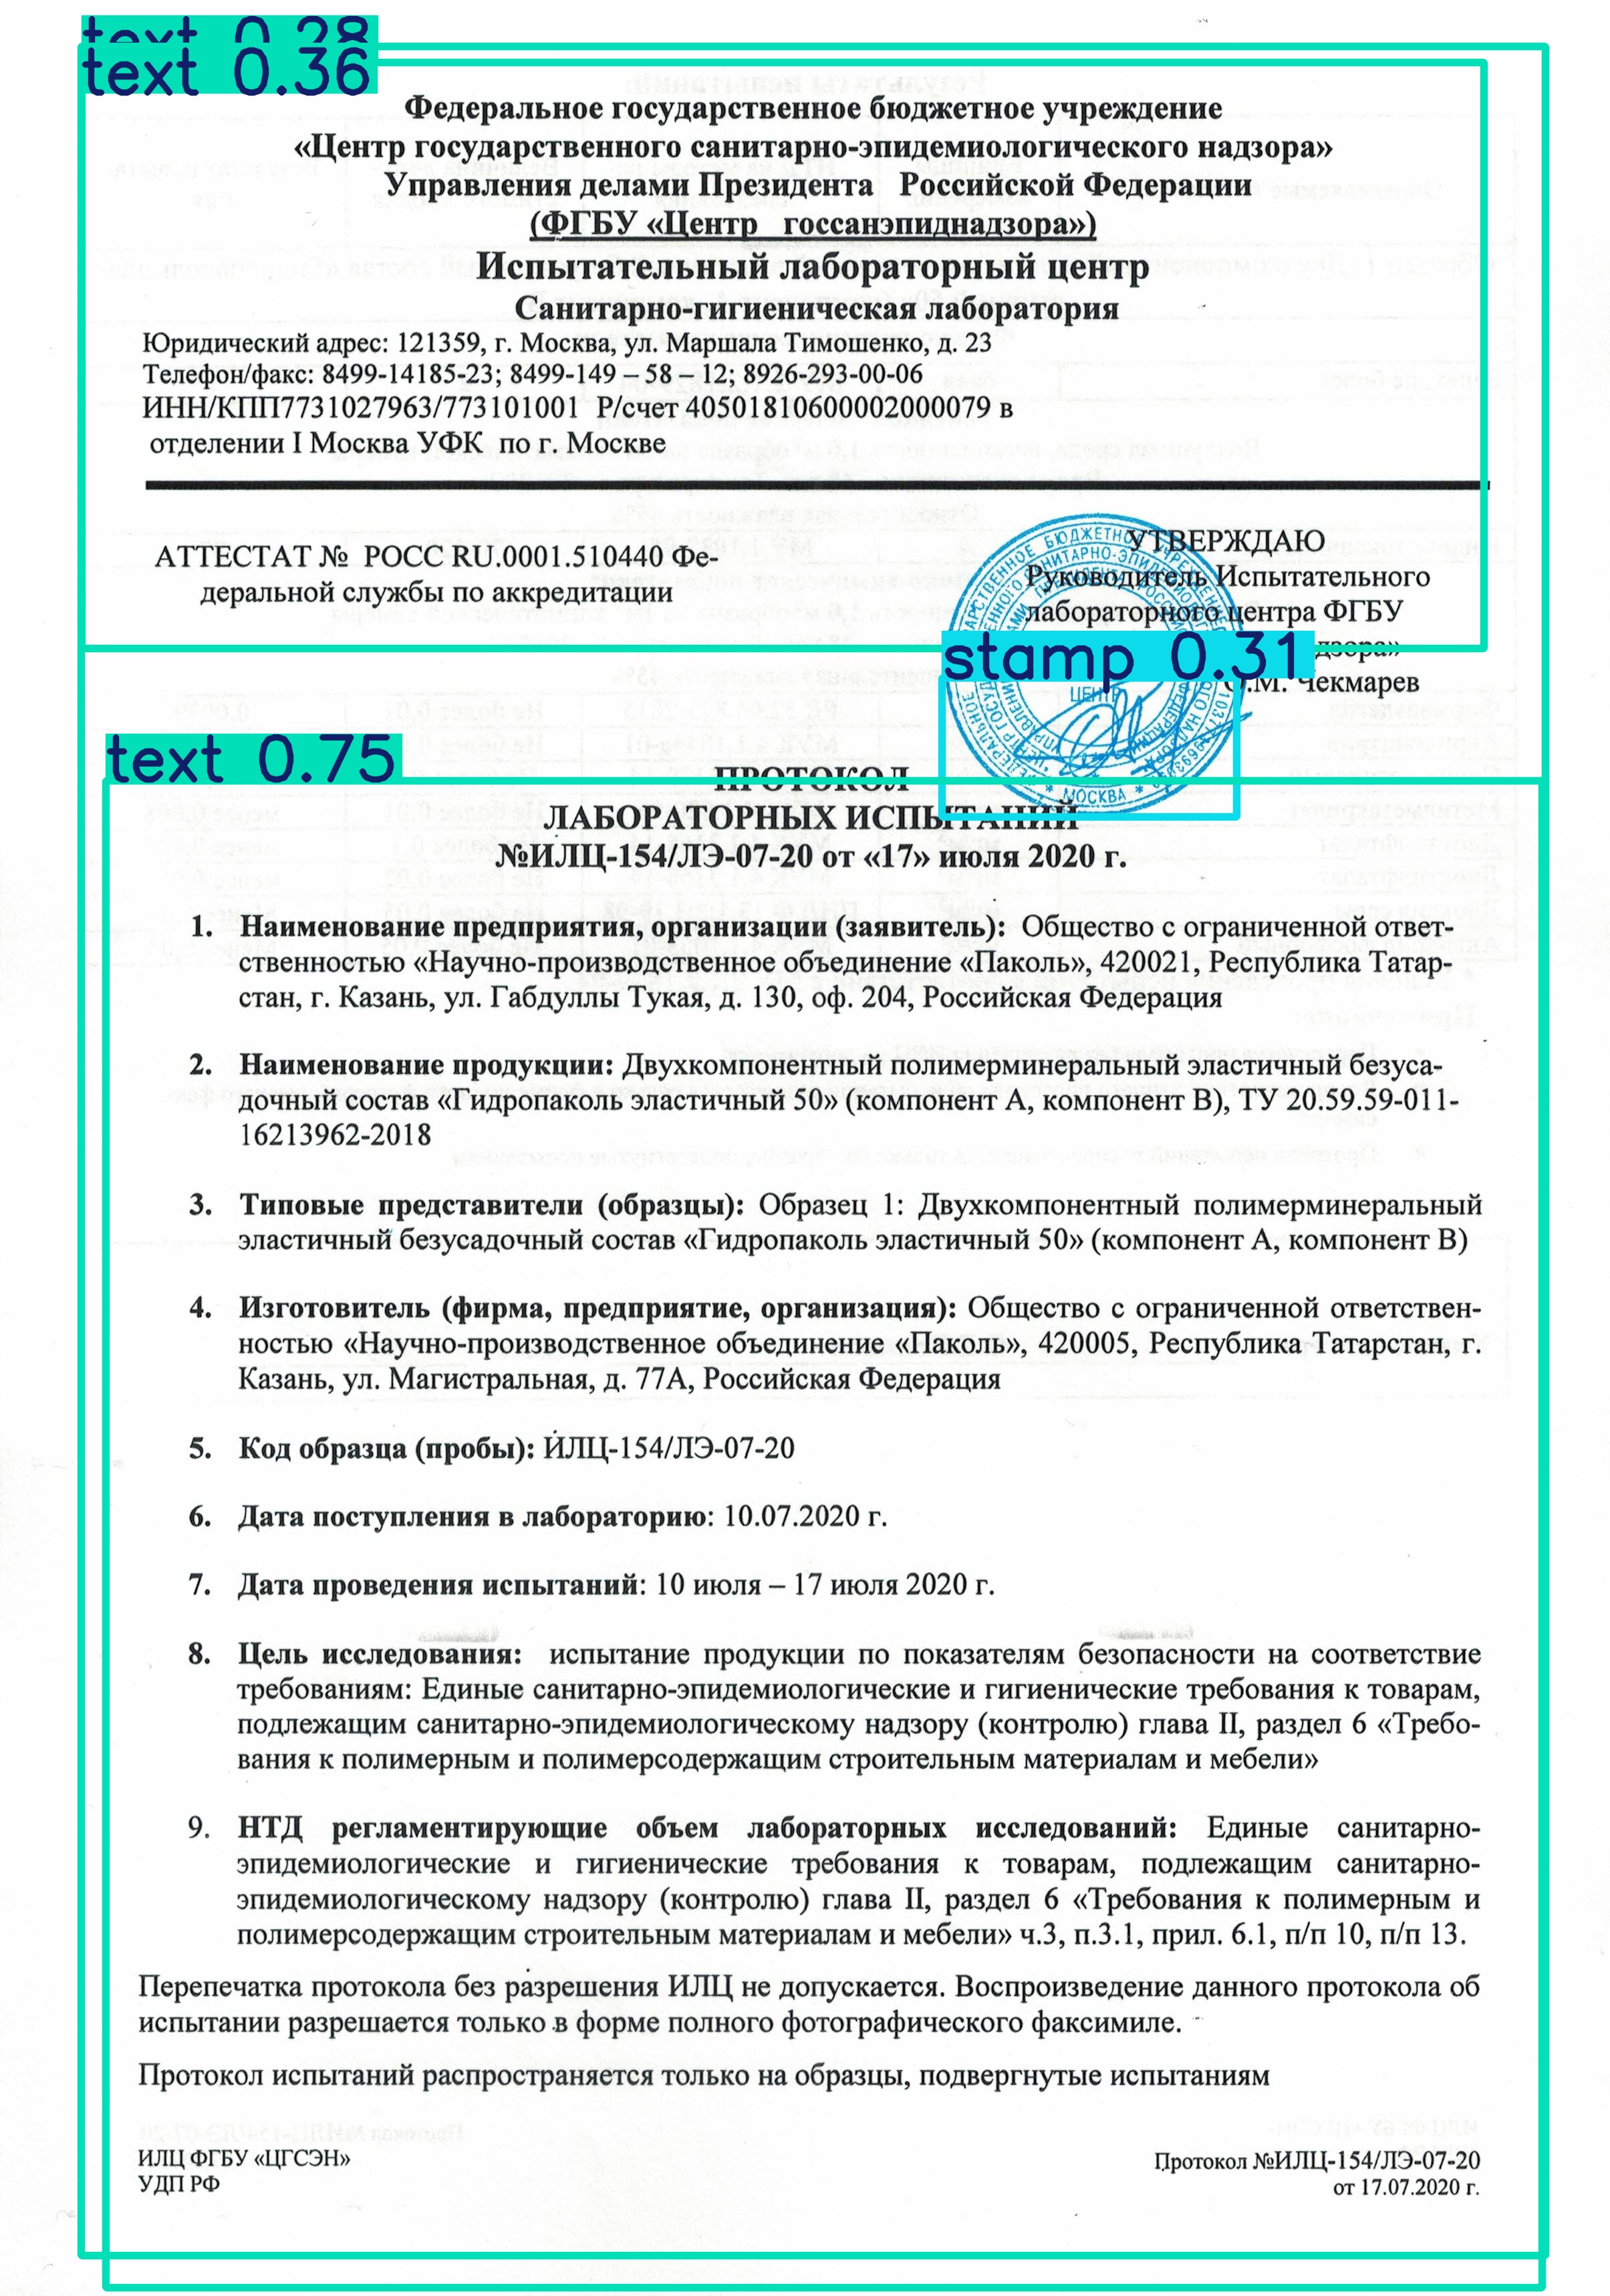 text 0.28
text 0.36
Федеральное государственное бюджетное учреждение
«Центр государственного санитарно-эпидемиологического надзора»
Управления делами Президента Российской Федерации
(ФГБУ «Центр госсанэпиднадзора»)
Испытательный лабораторный центр
Санитарно-гигиеническая лаборатория
Юридический адрес: 121359, г. Москва, ул. Маршала Тимошенко, д. 23
Телефон/факс: 8499-14185-23; 8499-149 – 58 – 12; 8926-293-00-06
ИНН/КПП7731027963/773101001 Р/счет 40501810600002000079 в
отделении I Москва УФК по г. Москве
АТТЕСТАТ № РОСС RU.0001.510440 Фе-
деральной службы по аккредитации
УТВЕРЖДАЮ
Руководитель Испытательного
лабораторного центра ФГБУ
дзора»
.М. Чекмарев
stamp 0.31
ЦЕНТР
* МОСКВА *
text 0.75
ПРОТОКОЛ
ЛАБОРАТОРНЫХ ИСПЫТАНИЙ
№ИЛЦ-154/ЛЭ-07-20 от «17» июля 2020 г.
1. Наименование предприятия, организации (заявитель): Общество с ограниченной ответ-
ственностью «Научно-производственное объединение «Паколь», 420021, Республика Татар-
стан, г. Казань, ул. Габдуллы Тукая, д. 130, оф. 204, Российская Федерация
2. Наименование продукции: Двухкомпонентный полимерминеральный эластичный безуса-
дочный состав «Гидропаколь эластичный 50» (компонент А, компонент В), ТУ 20.59.59-011-
16213962-2018
3. Типовые представители (образцы): Образец 1: Двухкомпонентный полимерминеральный
эластичный безусадочный состав «Гидропаколь эластичный 50» (компонент А, компонент В)
4. Изготовитель (фирма, предприятие, организация): Общество с ограниченной ответствен-
ностью «Научно-производственное объединение «Паколь», 420005, Республика Татарстан, г.
Казань, ул. Магистральная, д. 77А, Российская Федерация
5. Код образца (пробы): ИЛЦ-154/ЛЭ-07-20
6. Дата поступления в лабораторию: 10.07.2020 г.
7. Дата проведения испытаний: 10 июля – 17 июля 2020 г.
8. Цель исследования: испытание продукции по показателям безопасности на соответствие
требованиям: Единые санитарно-эпидемиологические и гигиенические требования к товарам,
подлежащим санитарно-эпидемиологическому надзору (контролю) глава II, раздел 6 «Требо-
вания к полимерным и полимерсодержащим строительным материалам и мебели»
9. НТД регламентирующие объем лабораторных исследований: Единые санитарно-
эпидемиологические и гигиенические требования к товарам, подлежащим санитарно-
эпидемиологическому надзору (контролю) глава II, раздел 6 «Требования к полимерным и
полимерсодержащим строительным материалам и мебели» ч.3, п.3.1, прил. 6.1, п/п 10, п/п 13.
Перепечатка протокола без разрешения ИЛЦ не допускается. Воспроизведение данного протокола об
испытании разрешается только в форме полного фотографического факсимиле.
Протокол испытаний распространяется только на образцы, подвергнутые испытаниям
ИЛЦ ФГБУ «ЦГСЭН»
УДП РФ
Протокол №ИЛЦ-154/ЛЭ-07-20
от 17.07.2020 г.